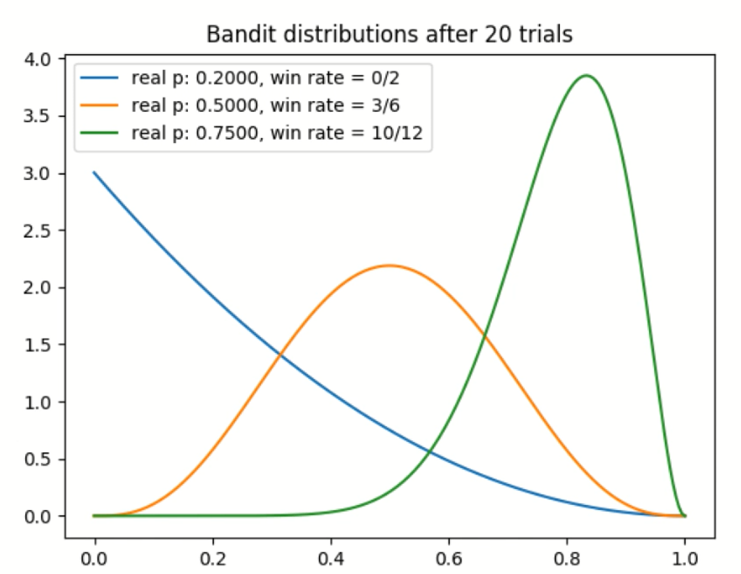 Bandit distributions after 20 trials
real p: 0.2000, win rate = 0/2
real p: 0.5000, win rate = 3/6
real p: 0.7500, win rate = 10/12
4.0
3.5
3.0
2.5
2.0
1.5
1.0
0.5
0.0
0.0 0.2 0.4 0.6 0.8 1.0